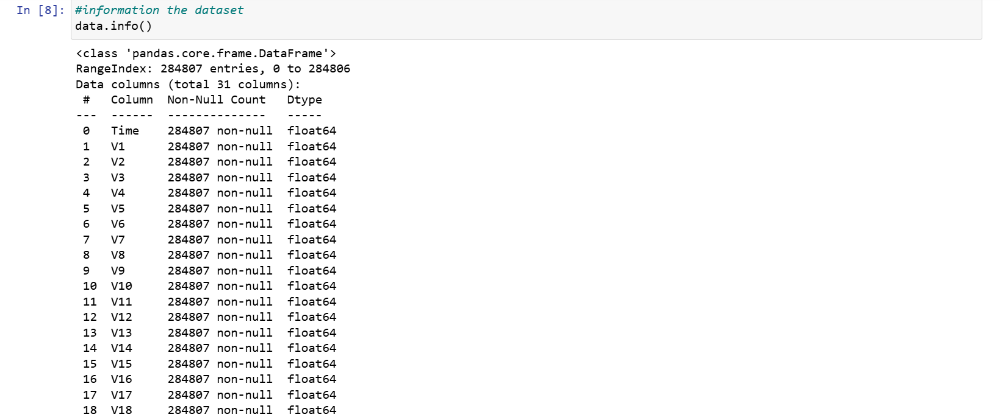 In [8]: #information the dataset
data.info()
<class 'pandas.core.frame.DataFrame'>
RangeIndex: 284807 entries, 0 to 284806
Data columns (total 31 columns):
#   Column  Non-Null Count   Dtype
---  ------  --------------   -----
0   Time    284807 non-null  float64
1   V1      284807 non-null  float64
2   V2      284807 non-null  float64
3   V3      284807 non-null  float64
4   V4      284807 non-null  float64
5   V5      284807 non-null  float64
6   V6      284807 non-null  float64
7   V7      284807 non-null  float64
8   V8      284807 non-null  float64
9   V9      284807 non-null  float64
10  V10     284807 non-null  float64
11  V11     284807 non-null  float64
12  V12     284807 non-null  float64
13  V13     284807 non-null  float64
14  V14     284807 non-null  float64
15  V15     284807 non-null  float64
16  V16     284807 non-null  float64
17  V17     284807 non-null  float64
18  V18     284807 non-null  float64